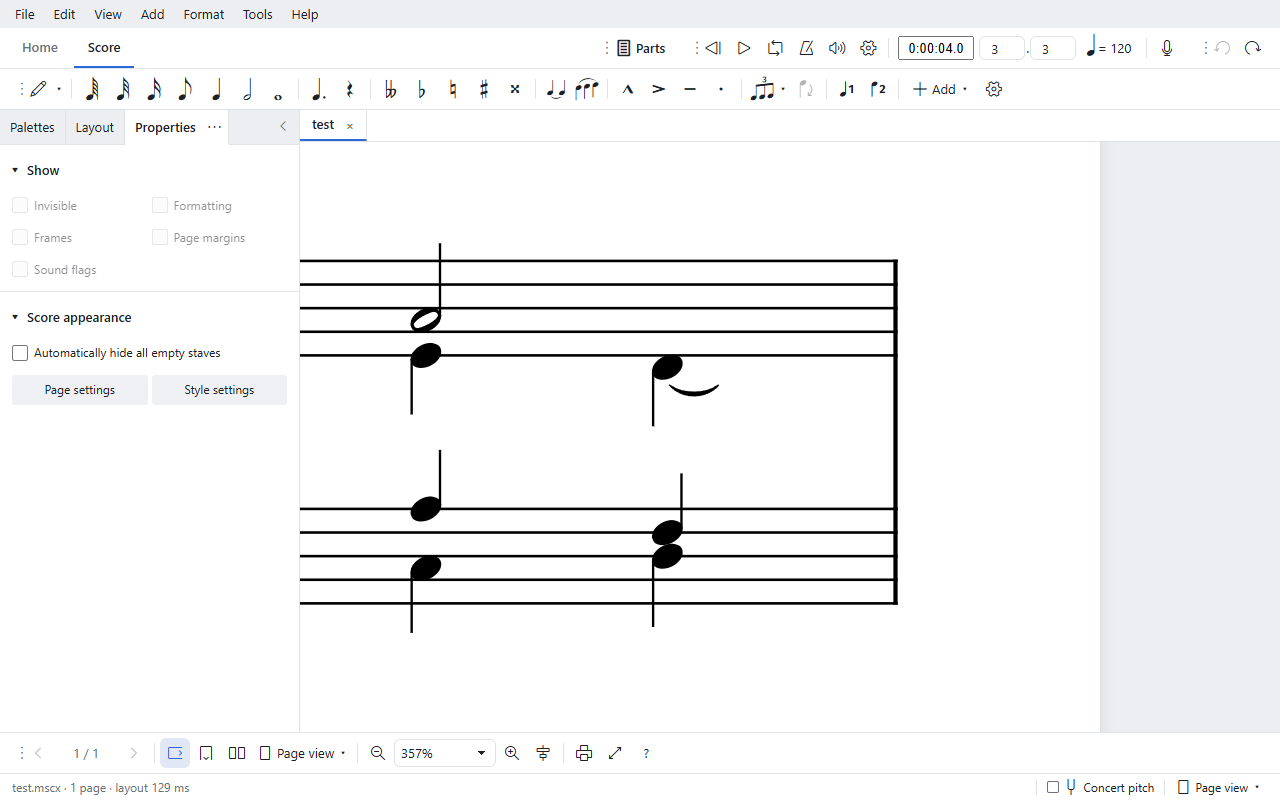 File Edit View Add Format Tools Help
Home Score Parts 0:00:04.0 3 . 3 = 120
3 1 2 Add
Palettes Layout Properties ··· test ×
Show
Invisible Formatting
Frames Page margins
Sound flags
Score appearance
Automatically hide all empty staves
Page settings Style settings
1 / 1 Page view 357% ?
test.mscx · 1 page · layout 129 ms Concert pitch Page view